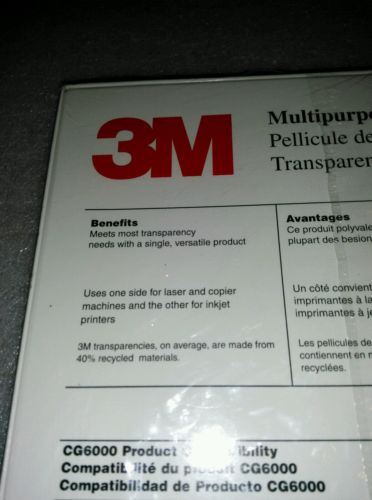 3M
Multipurpo
Pellicule de
Transparen
Benefits
Meets most transparency
needs with a single, versatile product
Uses one side for laser and copier
machines and the other for inkjet
printers
3M transparencies, on average, are made from
40% recycled materials.
Avantages
Ce produit polyvale
plupart des besion
Un côté convient
imprimantes à la
imprimantes à je
Les pellicules de
contiennent en m
recyclées.
CG6000 Product Compatibility
Compatibilité du produit CG6000
Compatibilidad de Producto CG6000